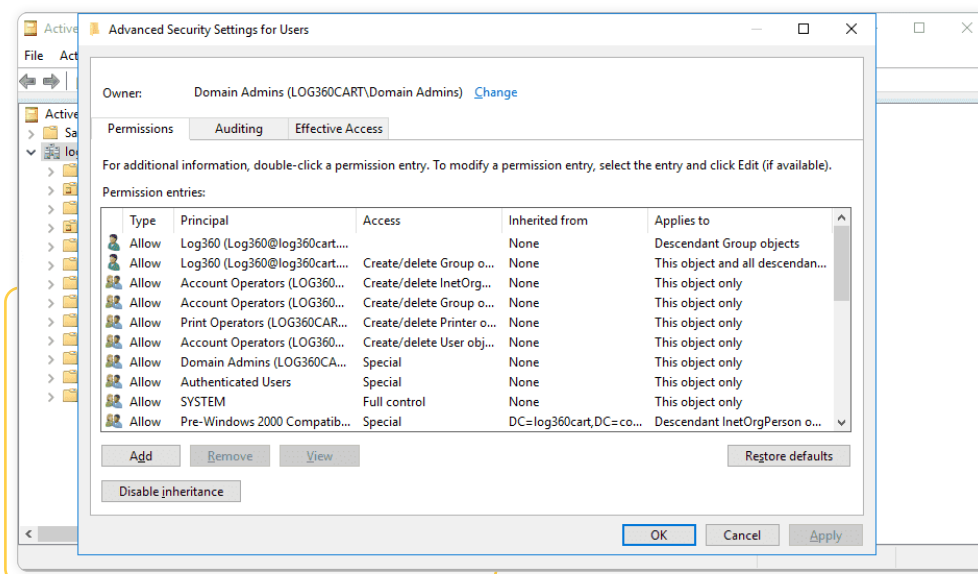 Active
Advanced Security Settings for Users
File Act
Owner: Domain Admins (LOG360CART\Domain Admins) Change
Active
Permissions Auditing Effective Access
Sa
log
For additional information, double-click a permission entry. To modify a permission entry, select the entry and click Edit (if available).
Permission entries:
Type Principal Access Inherited from Applies to
Allow Log360 (Log360@log360cart.... None Descendant Group objects
Allow Log360 (Log360@log360cart.... Create/delete Group o... None This object and all descendan...
Allow Account Operators (LOG360... Create/delete InetOrg... None This object only
Allow Account Operators (LOG360... Create/delete Group o... None This object only
Allow Print Operators (LOG360CAR... Create/delete Printer o... None This object only
Allow Account Operators (LOG360... Create/delete User obj... None This object only
Allow Domain Admins (LOG360CA... Special None This object only
Allow Authenticated Users Special None This object only
Allow SYSTEM Full control None This object only
Allow Pre-Windows 2000 Compatib... Special DC=log360cart,DC=co... Descendant InetOrgPerson o...
Add Remove View Restore defaults
Disable inheritance
OK Cancel Apply